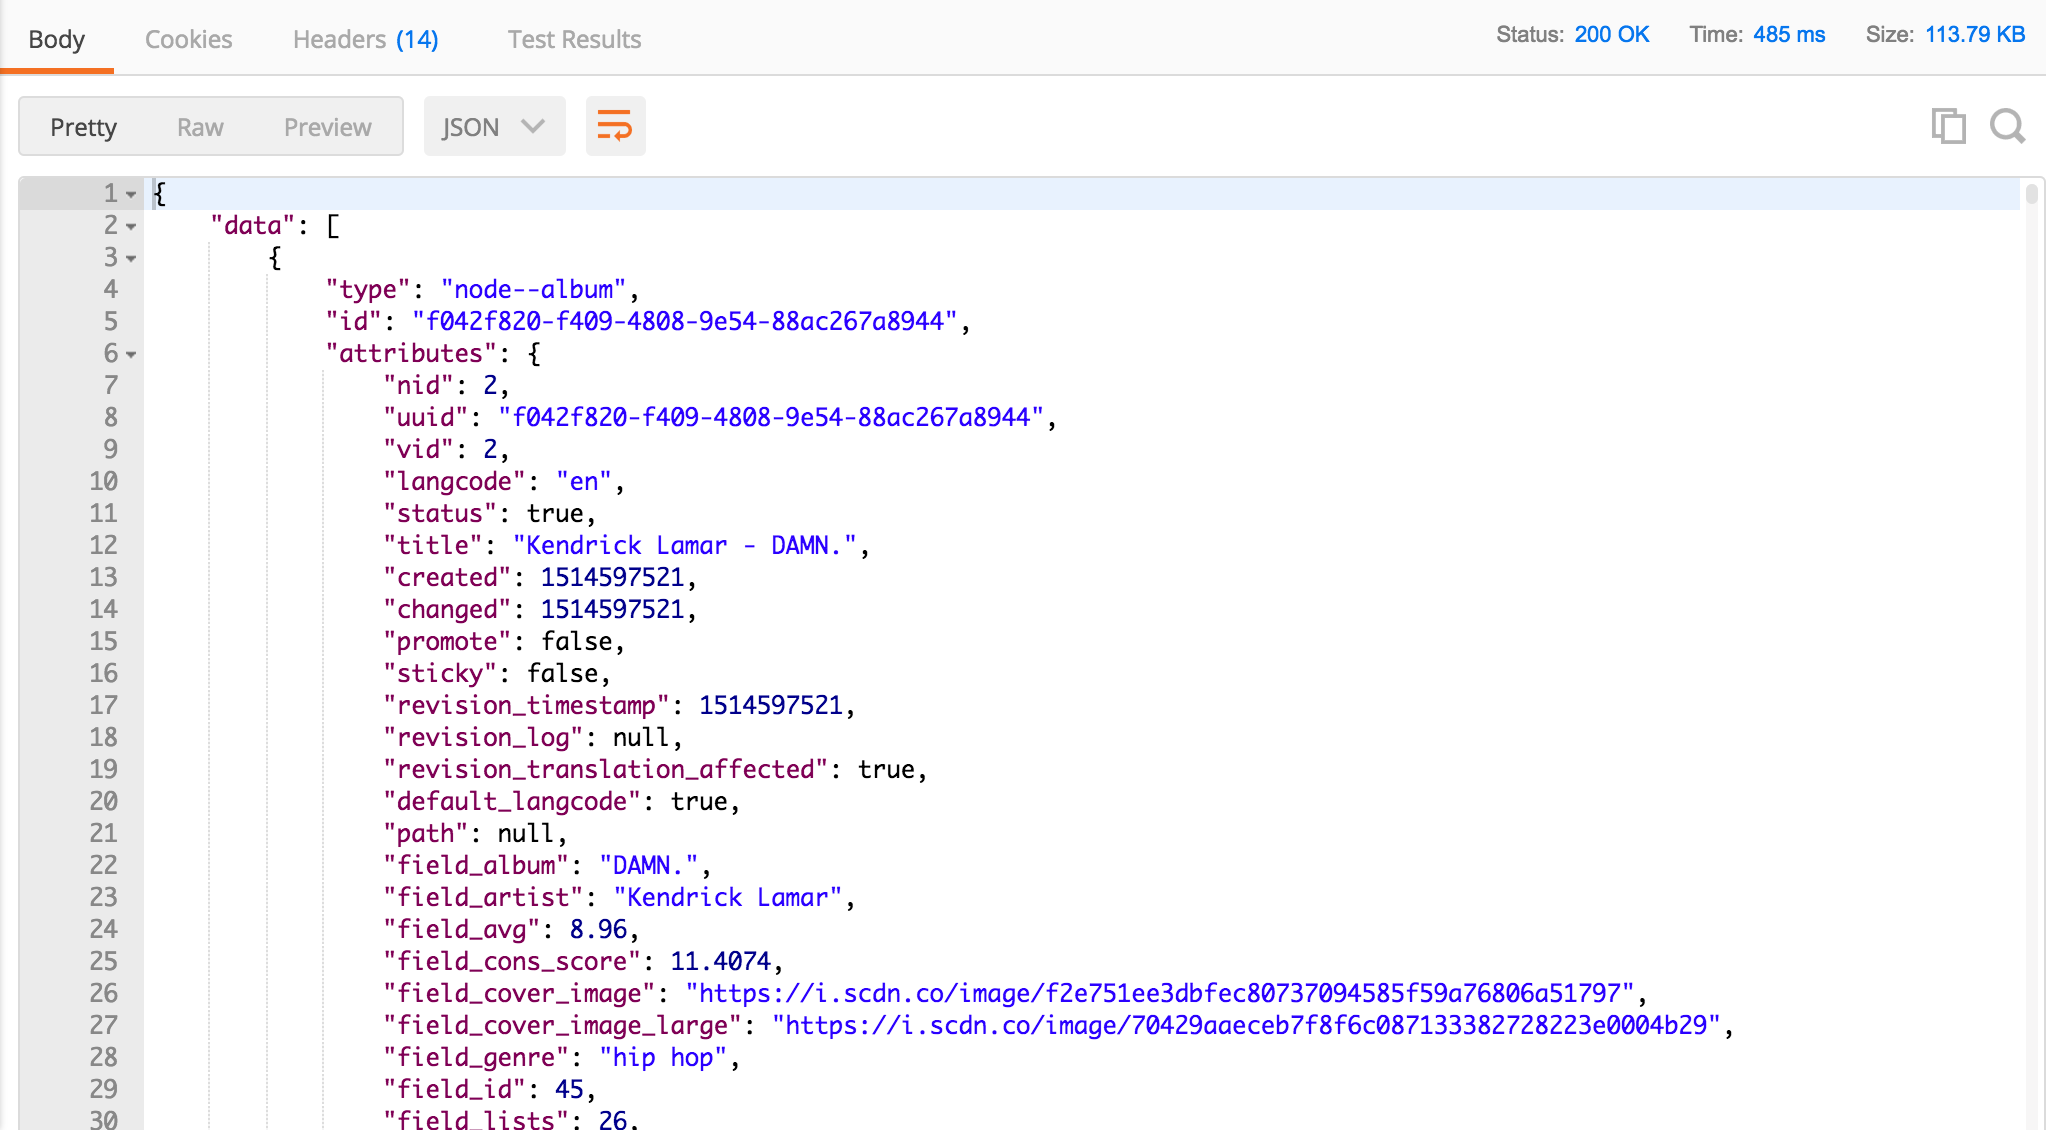 Body Cookies Headers (14) Test Results Status: 200 OK Time: 485 ms Size: 113.79 KB
Pretty Raw Preview JSON
1 {
2 "data": [
3 {
4 "type": "node--album",
5 "id": "f042f820-f409-4808-9e54-88ac267a8944",
6 "attributes": {
7 "nid": 2,
8 "uuid": "f042f820-f409-4808-9e54-88ac267a8944",
9 "vid": 2,
10 "langcode": "en",
11 "status": true,
12 "title": "Kendrick Lamar - DAMN.",
13 "created": 1514597521,
14 "changed": 1514597521,
15 "promote": false,
16 "sticky": false,
17 "revision_timestamp": 1514597521,
18 "revision_log": null,
19 "revision_translation_affected": true,
20 "default_langcode": true,
21 "path": null,
22 "field_album": "DAMN.",
23 "field_artist": "Kendrick Lamar",
24 "field_avg": 8.96,
25 "field_cons_score": 11.4074,
26 "field_cover_image": "https://i.scdn.co/image/f2e751ee3dbfec80737094585f59a76806a51797",
27 "field_cover_image_large": "https://i.scdn.co/image/70429aaeceb7f8f6c087133382728223e0004b29",
28 "field_genre": "hip hop",
29 "field_id": 45,
30 "field_lists": 26,